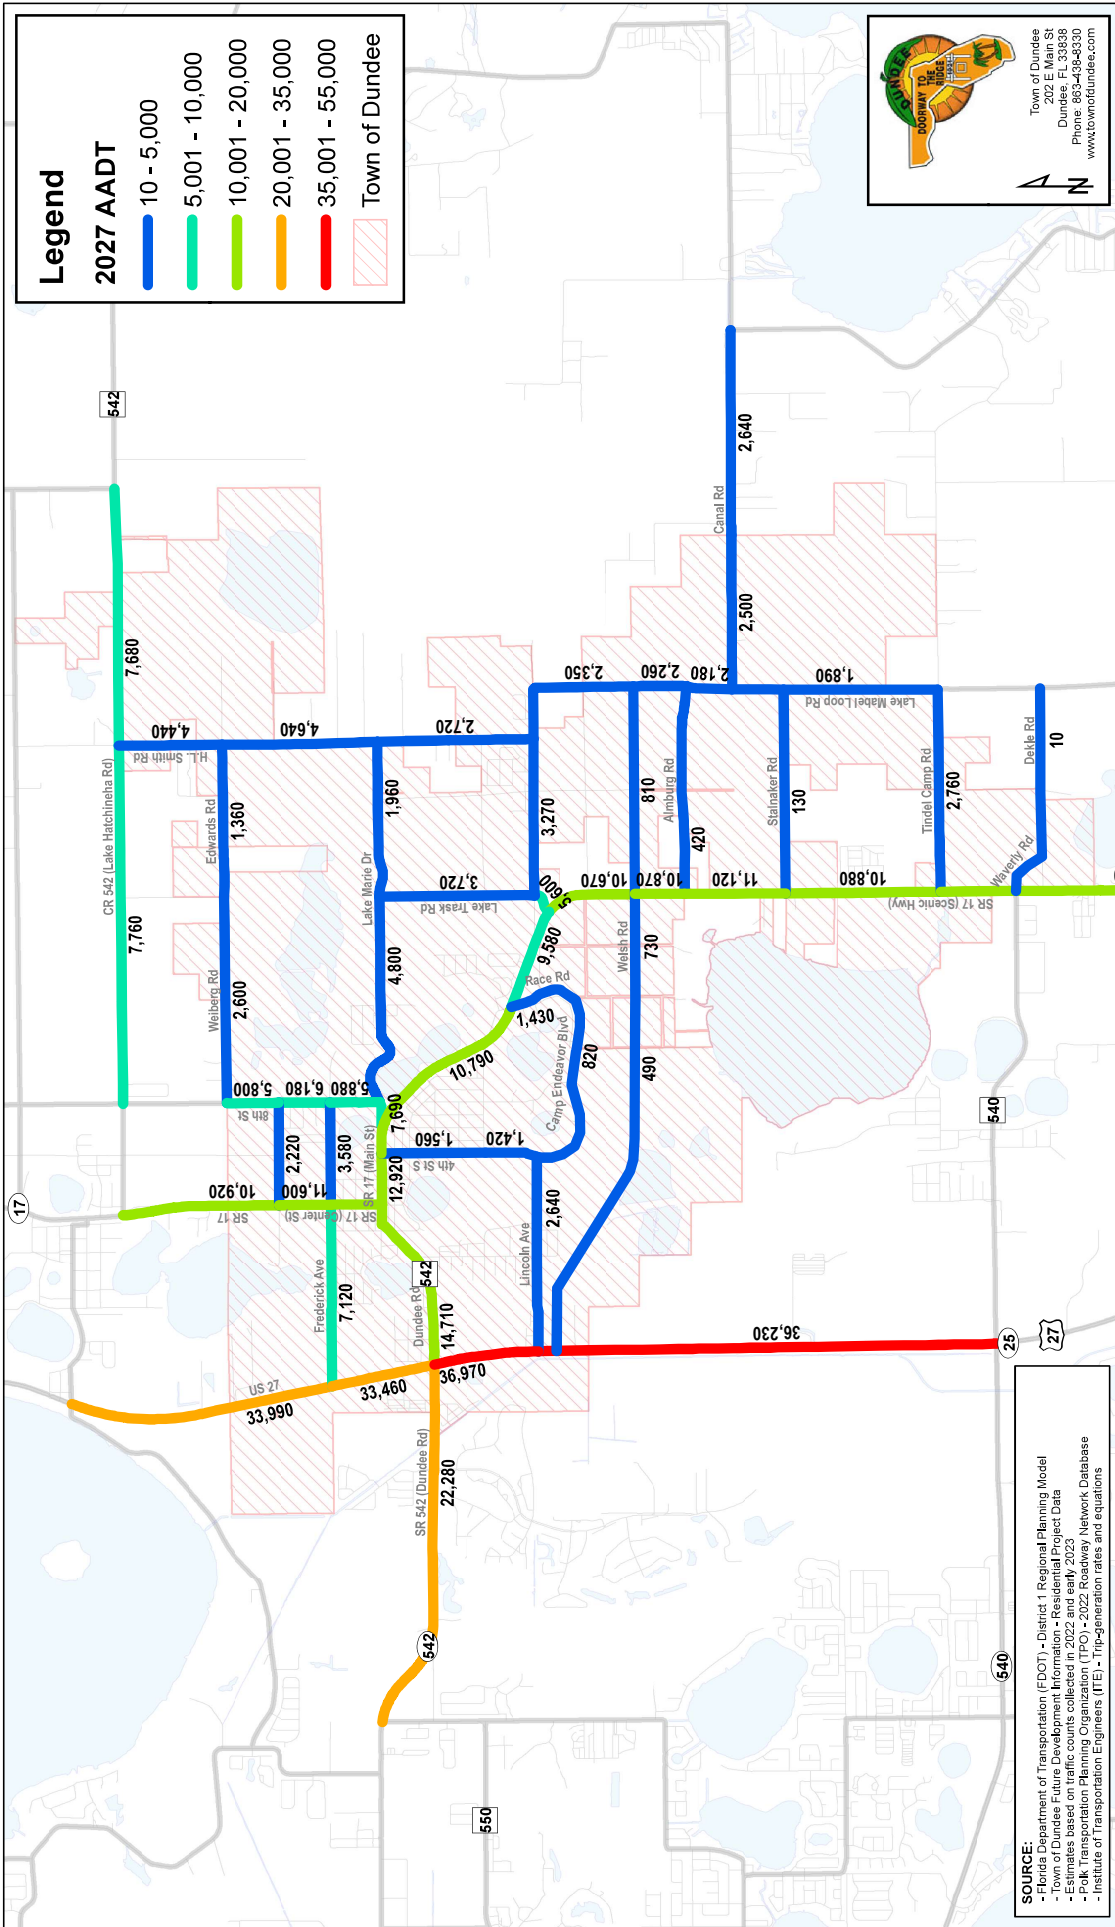 Legend
2027 AADT
10 - 5,000
5,001 - 10,000
10,001 - 20,000
20,001 - 35,000
35,001 - 55,000
Town of Dundee
DUNDEE
DOORWAY TO
THE
RIDGE
Town of Dundee
202 E Main St
Dundee, FL 33838
Phone: 863-438-8330
www.townofdundee.com
N
17
542
CR 542 (Lake Hatchineha Rd)
7,680
7,760
4,440
H.L. Smith Rd
4,640
2,720
Edwards Rd
1,360
Weiberg Rd
2,600
Lake Marie Dr
1,960
4,800
3,720
Lake Trask Rd
3,270
5,600
9,580
Race Rd
1,430
10,790
Camp Endeavor Blvd
820
5,800
6,180
5,880
8th St
2,220
3,580
7,690
SR 17 (Main St)
12,920
1,560
1,420
4th St S
10,920
11,600
SR 17
SR 17 (Center St)
Frederick Ave
7,120
542
Dundee Rd
14,710
Lincoln Ave
2,640
US 27
33,990
33,460
36,970
36,230
SR 542 (Dundee Rd)
22,280
542
550
2,350
2,260
2,180
1,890
Lake Mabel Loop Rd
Canal Rd
2,640
2,500
810
Almburg Rd
420
Stalnaker Rd
130
Tindel Camp Rd
2,760
Dekle Rd
10
Waverly Rd
10,670
10,870
11,120
10,880
SR 17 (Scenic Hwy)
Welsh Rd
730
490
540
25
27
540
SOURCE:
- Florida Department of Transportation (FDOT) - District 1 Regional Planning Model
- Town of Dundee Future Development Information - Residential Project Data
- Estimates based on traffic counts collected in 2022 and early 2023
- Polk Transportation Planning Organization (TPO) - 2022 Roadway Network Database
- Institute of Transportation Engineers (ITE) - Trip-generation rates and equations